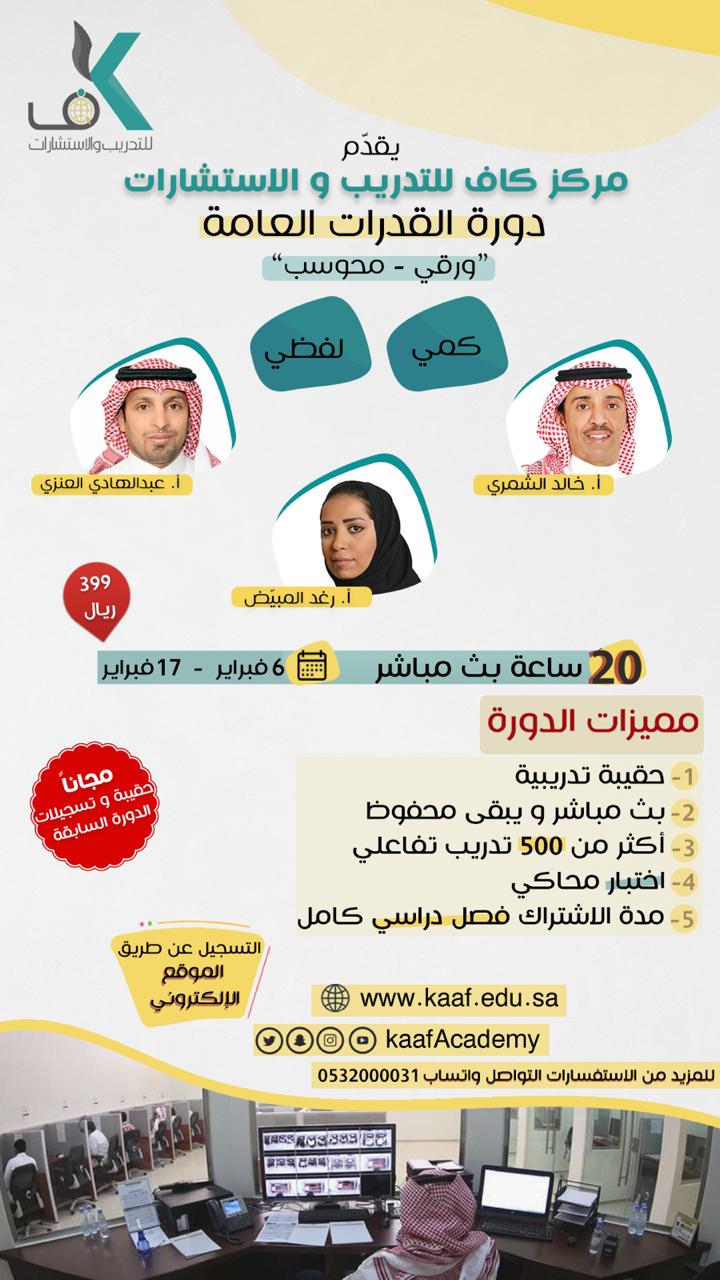 ف K
للتدريب والاستشارات
يقدّم
مركز كاف للتدريب و الاستشارات
دورة القدرات العامة
"ورقي - محوسب"
كمي
لفظي
أ. خالد الشمري
أ. عبدالهادي العنزي
أ. رغد المبيّض
399
ريال
20 ساعة بث مباشر
6 فبراير - 17 فبراير
مميزات الدورة
1- حقيبة تدريبية
2- بث مباشر و يبقى محفوظ
3- أكثر من 500 تدريب تفاعلي
4- اختبار محاكي
5- مدة الاشتراك فصل دراسي كامل
مجاناً
حقيبة و تسجيلات
الدورة السابقة
التسجيل عن طريق
الموقع
الإلكتروني
www.kaaf.edu.sa
kaafAcademy
للمزيد من الاستفسارات التواصل واتساب 0532000031